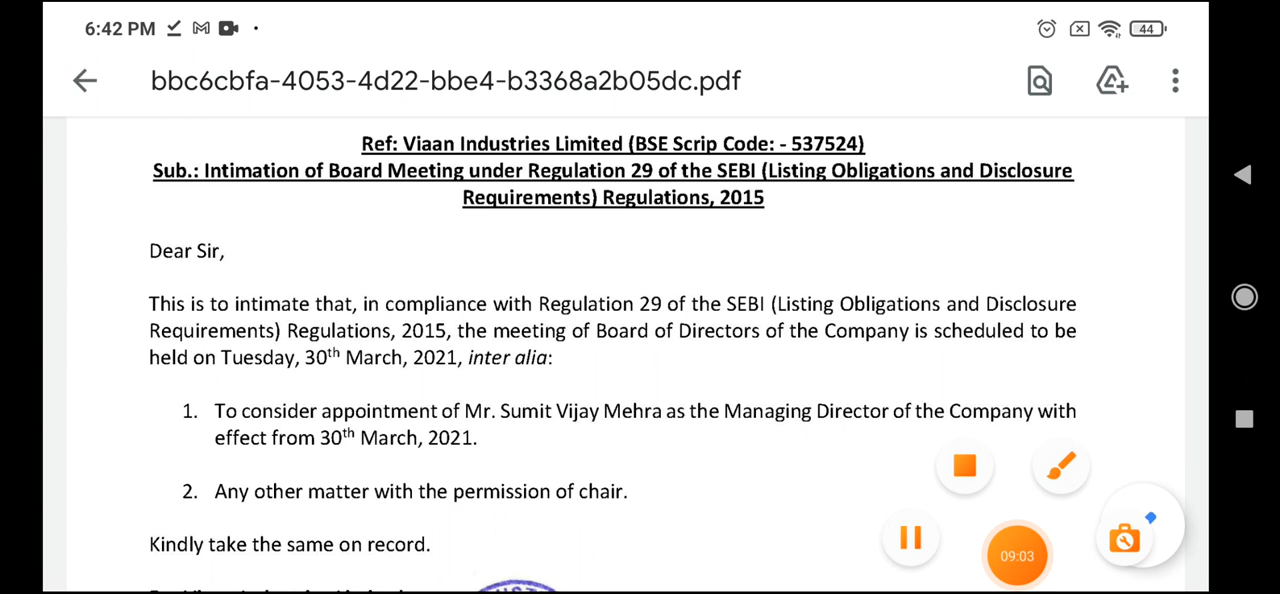 6:42 PM
44
bbc6cbfa-4053-4d22-bbe4-b3368a2b05dc.pdf
Ref: Viaan Industries Limited (BSE Scrip Code: - 537524)
Sub.: Intimation of Board Meeting under Regulation 29 of the SEBI (Listing Obligations and Disclosure
Requirements) Regulations, 2015
Dear Sir,
This is to intimate that, in compliance with Regulation 29 of the SEBI (Listing Obligations and Disclosure
Requirements) Regulations, 2015, the meeting of Board of Directors of the Company is scheduled to be
held on Tuesday, 30th March, 2021, inter alia:
1. To consider appointment of Mr. Sumit Vijay Mehra as the Managing Director of the Company with
effect from 30th March, 2021.
2. Any other matter with the permission of chair.
Kindly take the same on record.
09:03